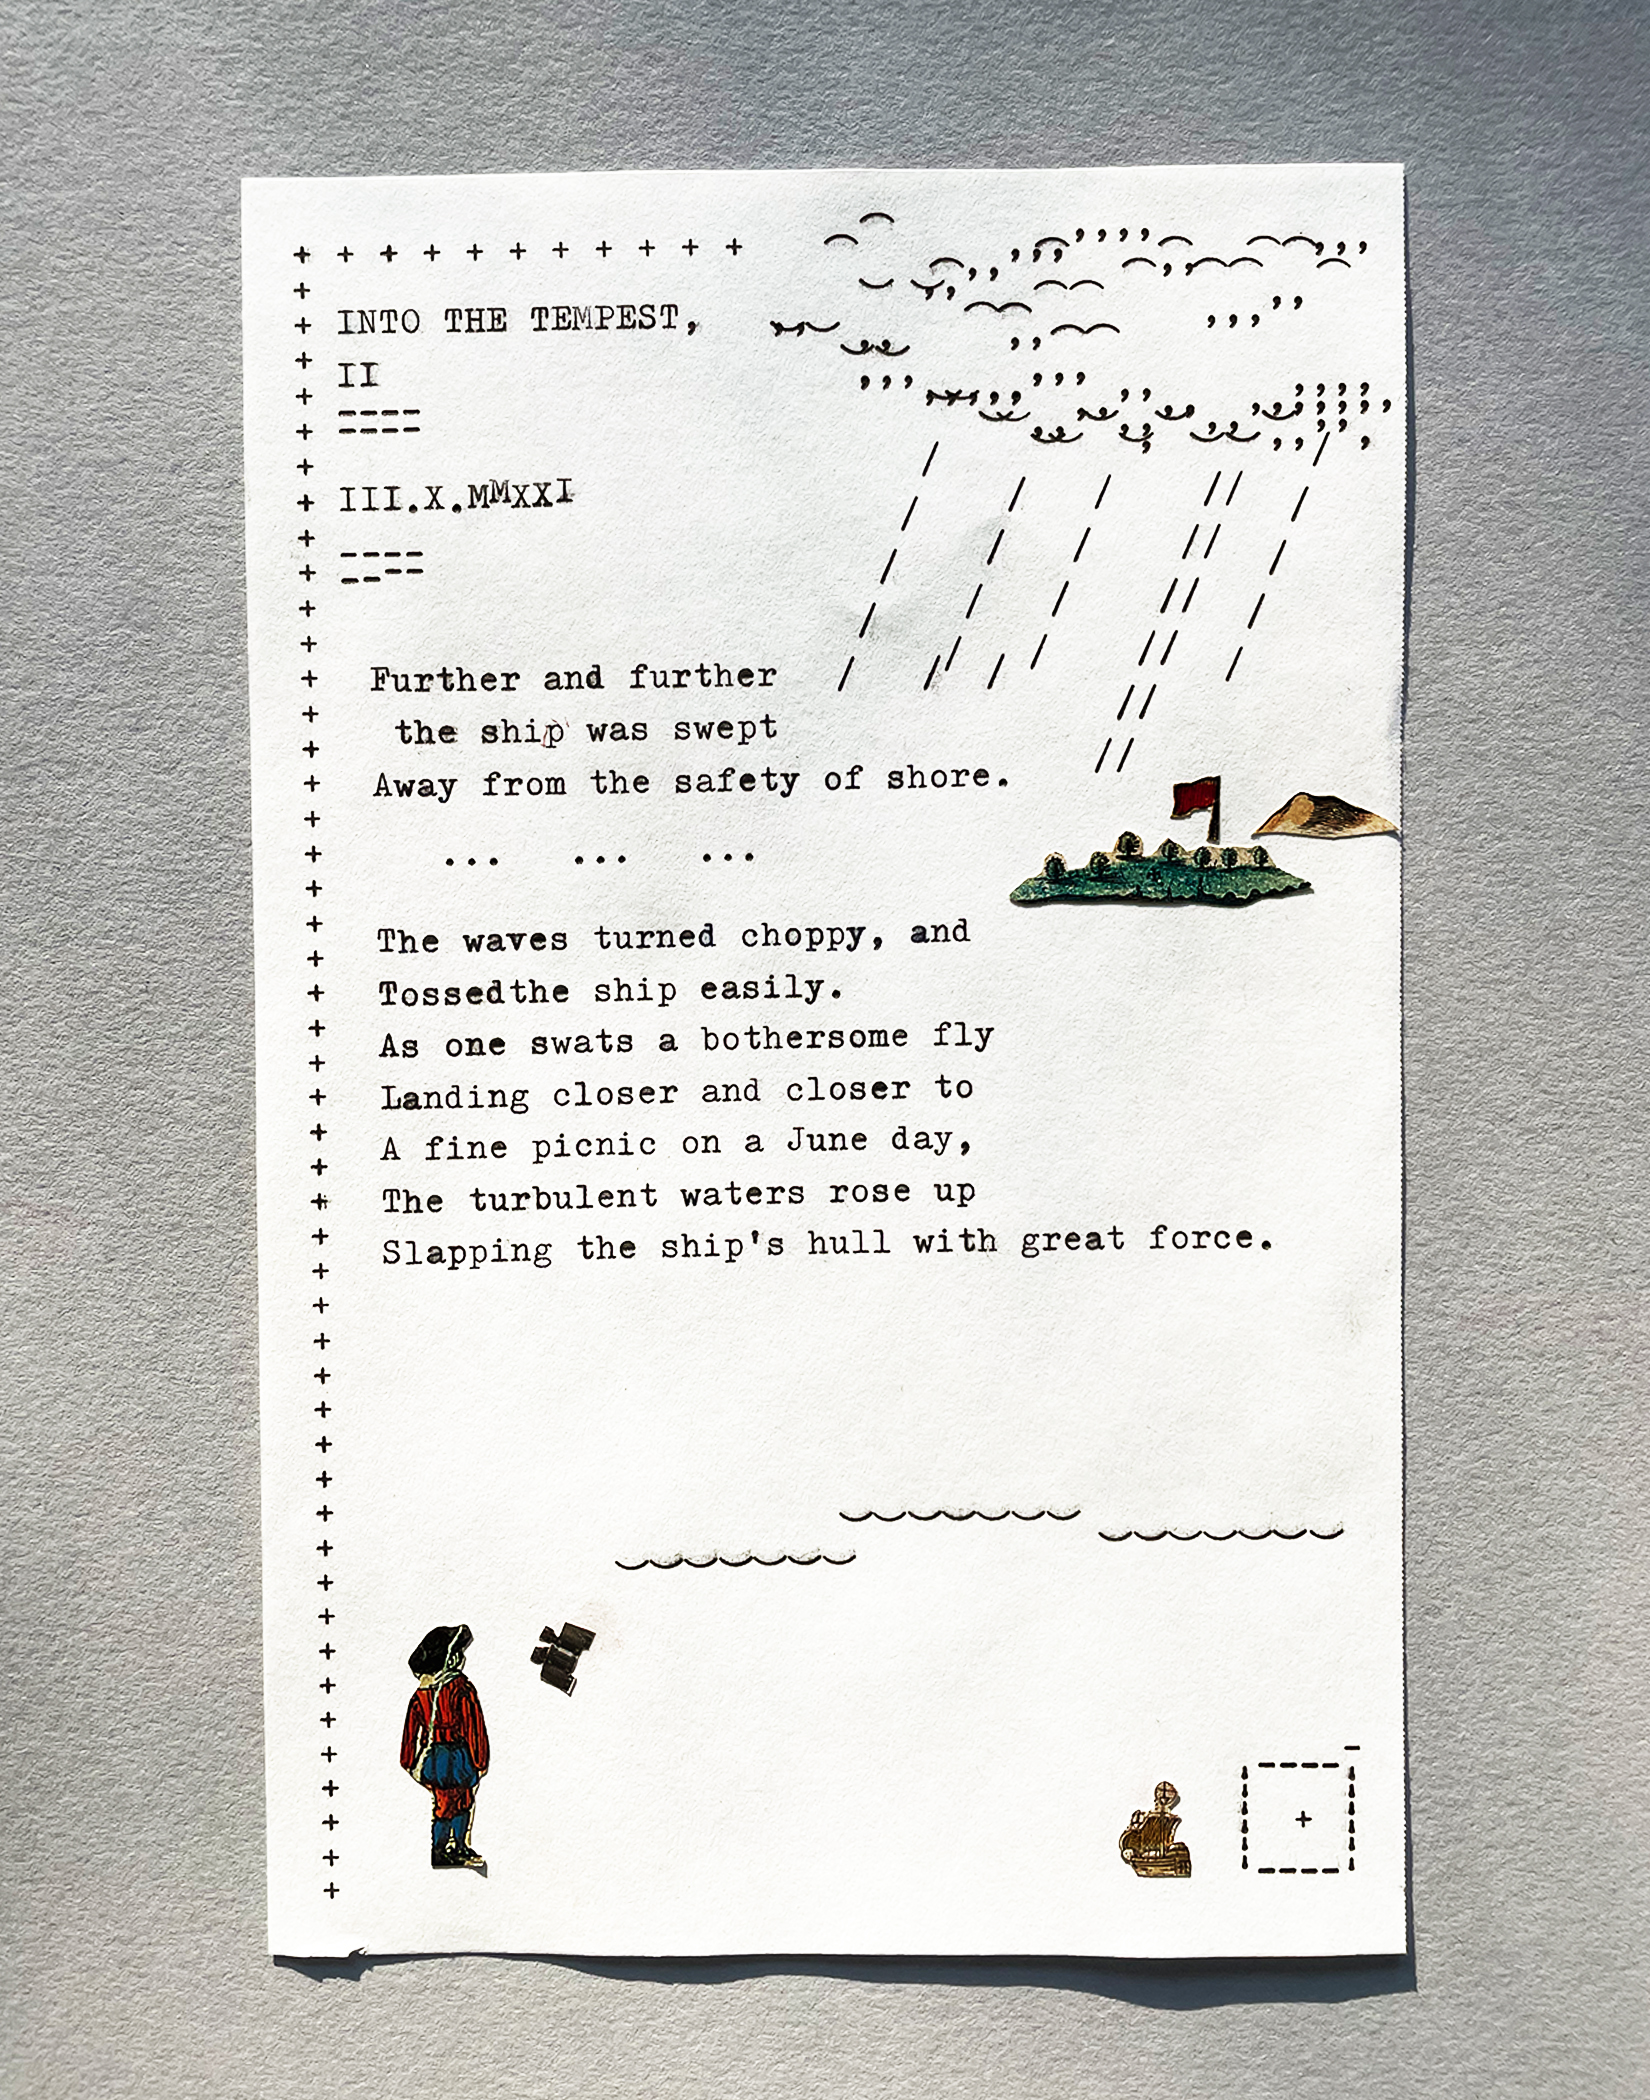 INTO THE TEMPEST,
II
III.X.MMXXI
Further and further
the ship was swept
Away from the safety of shore.
... ... ...
The waves turned choppy, and
Tossedthe ship easily.
As one swats a bothersome fly
Landing closer and closer to
A fine picnic on a June day,
The turbulent waters rose up
Slapping the ship's hull with great force.